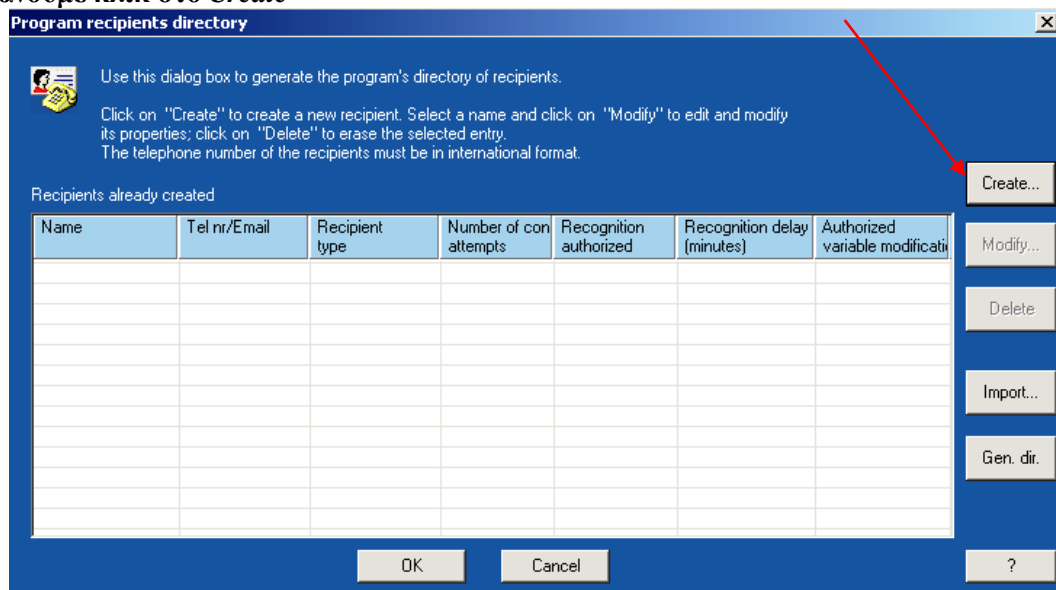 κλικ στο Create
Program recipients directory
Use this dialog box to generate the program's directory of recipients.
Click on "Create" to create a new recipient. Select a name and click on "Modify" to edit and modify
its properties; click on "Delete" to erase the selected entry.
The telephone number of the recipients must be in international format.
Recipients already created
Create...
Name Tel nr/Email Recipient Number of con Recognition Recognition delay Authorized
type attempts authorized (minutes) variable modificati
Modify...
Delete
Import...
Gen. dir.
OK Cancel ?